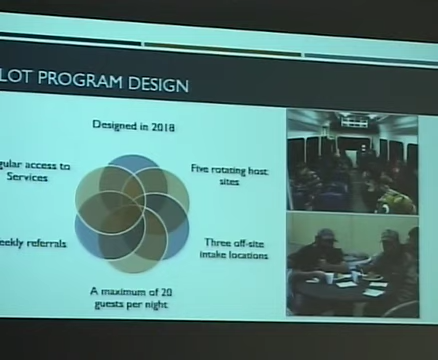 LOT PROGRAM DESIGN
Designed in 2018
gular access to
Services
Five rotating host
sites
eekly referrals
Three off-site
intake locations
A maximum of 20
guests per night